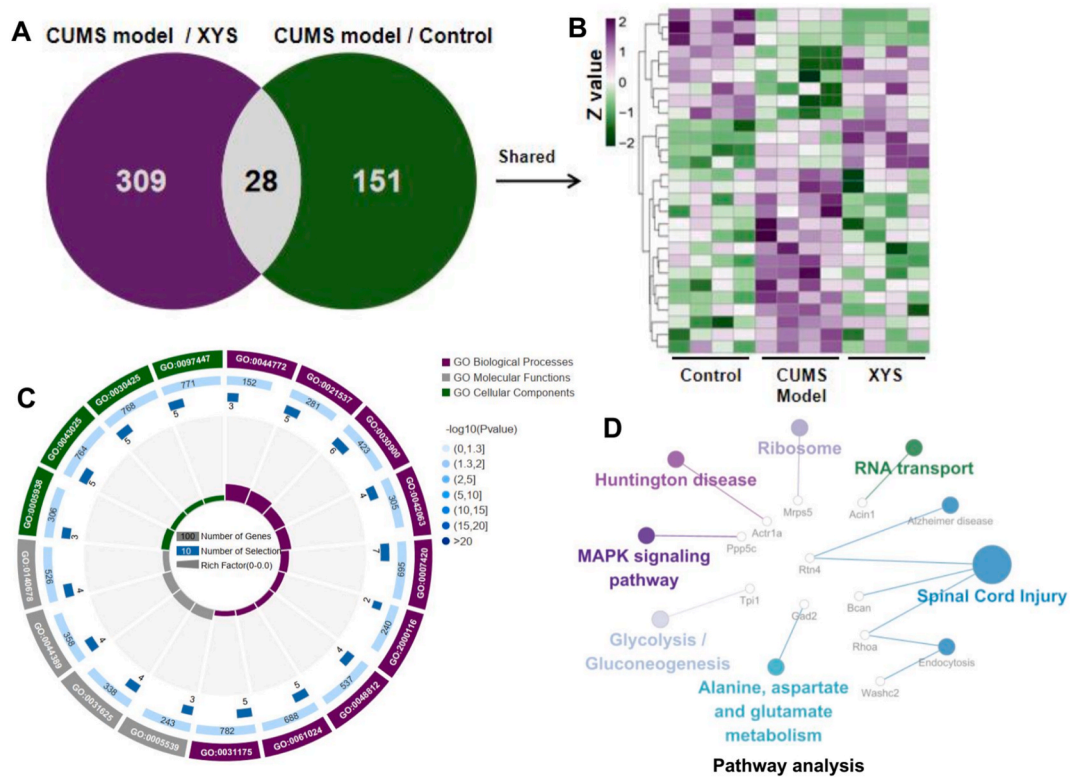 A
CUMS model / XYS
CUMS model / Control
309
28
151
Shared
B
Z value
2
1
0
−1
−2
Control
CUMS
Model
XYS
C
GO:0044772
GO:0021537
GO:0030900
GO:0042063
GO:0007420
GO:2000116
GO:0048812
GO:0061024
GO:0031175
GO:0005539
GO:0031625
GO:0044389
GO:0140678
GO:0005938
GO:0043025
GO:0030425
GO:0097447
152
281
423
305
695
240
537
688
782
243
338
358
526
306
764
768
771
3
5
6
4
7
2
4
5
5
3
4
4
4
3
5
5
5
100 Number of Genes
10 Number of Selection
Rich Factor(0-0.0)
GO Biological Processes
GO Molecular Functions
GO Cellular Components
-log10(Pvalue)
(0,1.3]
(1.3,2]
(2,5]
(5,10]
(10,15]
(15,20]
>20
D
Ribosome
Huntington disease
RNA transport
Mrps5
Acin1
Alzheimer disease
Actr1a
MAPK signaling
pathway
Ppp5c
Rtn4
Spinal Cord Injury
Tpi1
Bcan
Gad2
Glycolysis /
Gluconeogenesis
Rhoa
Endocytosis
Washc2
Alanine, aspartate
and glutamate
metabolism
Pathway analysis